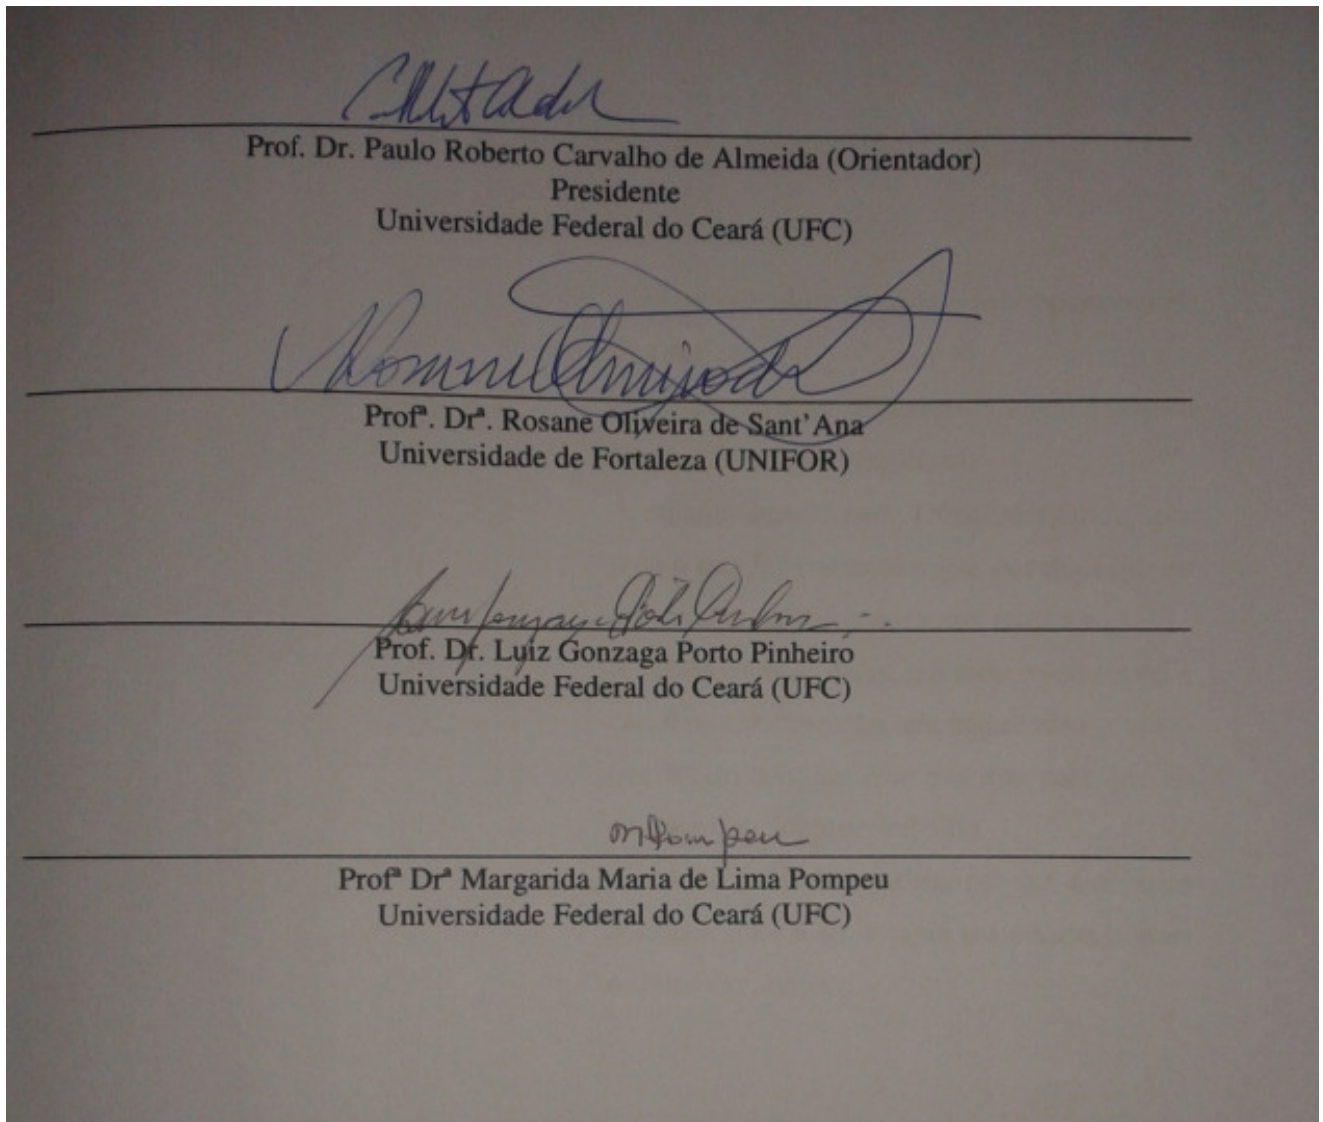 Prof. Dr. Paulo Roberto Carvalho de Almeida (Orientador)
Presidente
Universidade Federal do Ceará (UFC)
Profª. Drª. Rosane Oliveira de Sant'Ana
Universidade de Fortaleza (UNIFOR)
Prof. Dr. Luiz Gonzaga Porto Pinheiro
Universidade Federal do Ceará (UFC)
Profª Drª Margarida Maria de Lima Pompeu
Universidade Federal do Ceará (UFC)